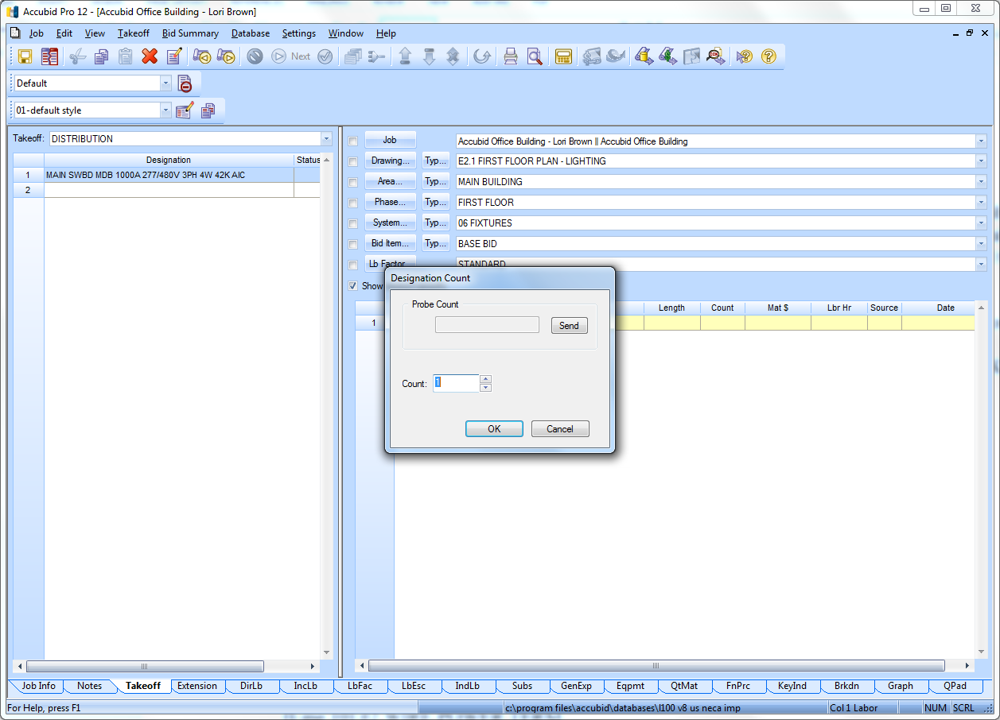 Accubid Pro 12 - [Accubid Office Building - Lori Brown]
Job Edit View Takeoff Bid Summary Database Settings Window Help
Next
Default
01-default style
Takeoff: DISTRIBUTION
Designation Status
1 MAIN SWBD MDB 1000A 277/480V 3PH 4W 42K AIC
2
Job Accubid Office Building - Lori Brown Accubid Office Building
Drawing... Typ... E2.1 FIRST FLOOR PLAN - LIGHTING
Area... Typ... MAIN BUILDING
Phase... Typ... FIRST FLOOR
System... Typ... 06 FIXTURES
Bid Item... Typ... BASE BID
Lb Factor STANDARD
Show
Length Count Mat $ Lbr Hr Source Date
1
Designation Count
Probe Count
Send
Count: 1
OK Cancel
Job Info Notes Takeoff Extension DirLb IncLb LbFac LbEsc IndLb Subs GenExp Eqpmt QtMat FnPrc KeyInd Brkdn Graph QPad
For Help, press F1 c:\program files\accubid\databases\l100 v8 us neca imp Col 1 Labor NUM SCRL